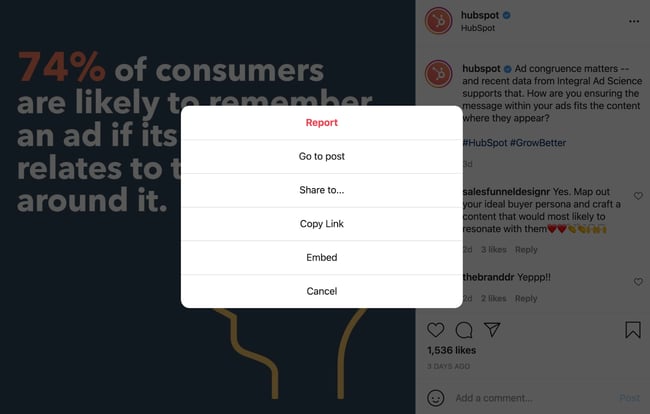 74% of consumers
are likely to remember
an ad if its
relates to t
around it.
Report
Go to post
Share to...
Copy Link
Embed
Cancel
hubspot
HubSpot
hubspot Ad congruence matters --
and recent data from Integral Ad Science
supports that. How are you ensuring the
message within your ads fits the content
where they appear?
#HubSpot #GrowBetter
3d
salesfunneldesignr Yes. Map out
your ideal buyer persona and craft a
content that would most likely to
resonate with them❤️❤️👏👏🙌🙌
2d 3 likes Reply
thebranddr Yeppp!!
2d 2 likes Reply
1,536 likes
3 DAYS AGO
Add a comment...
Post